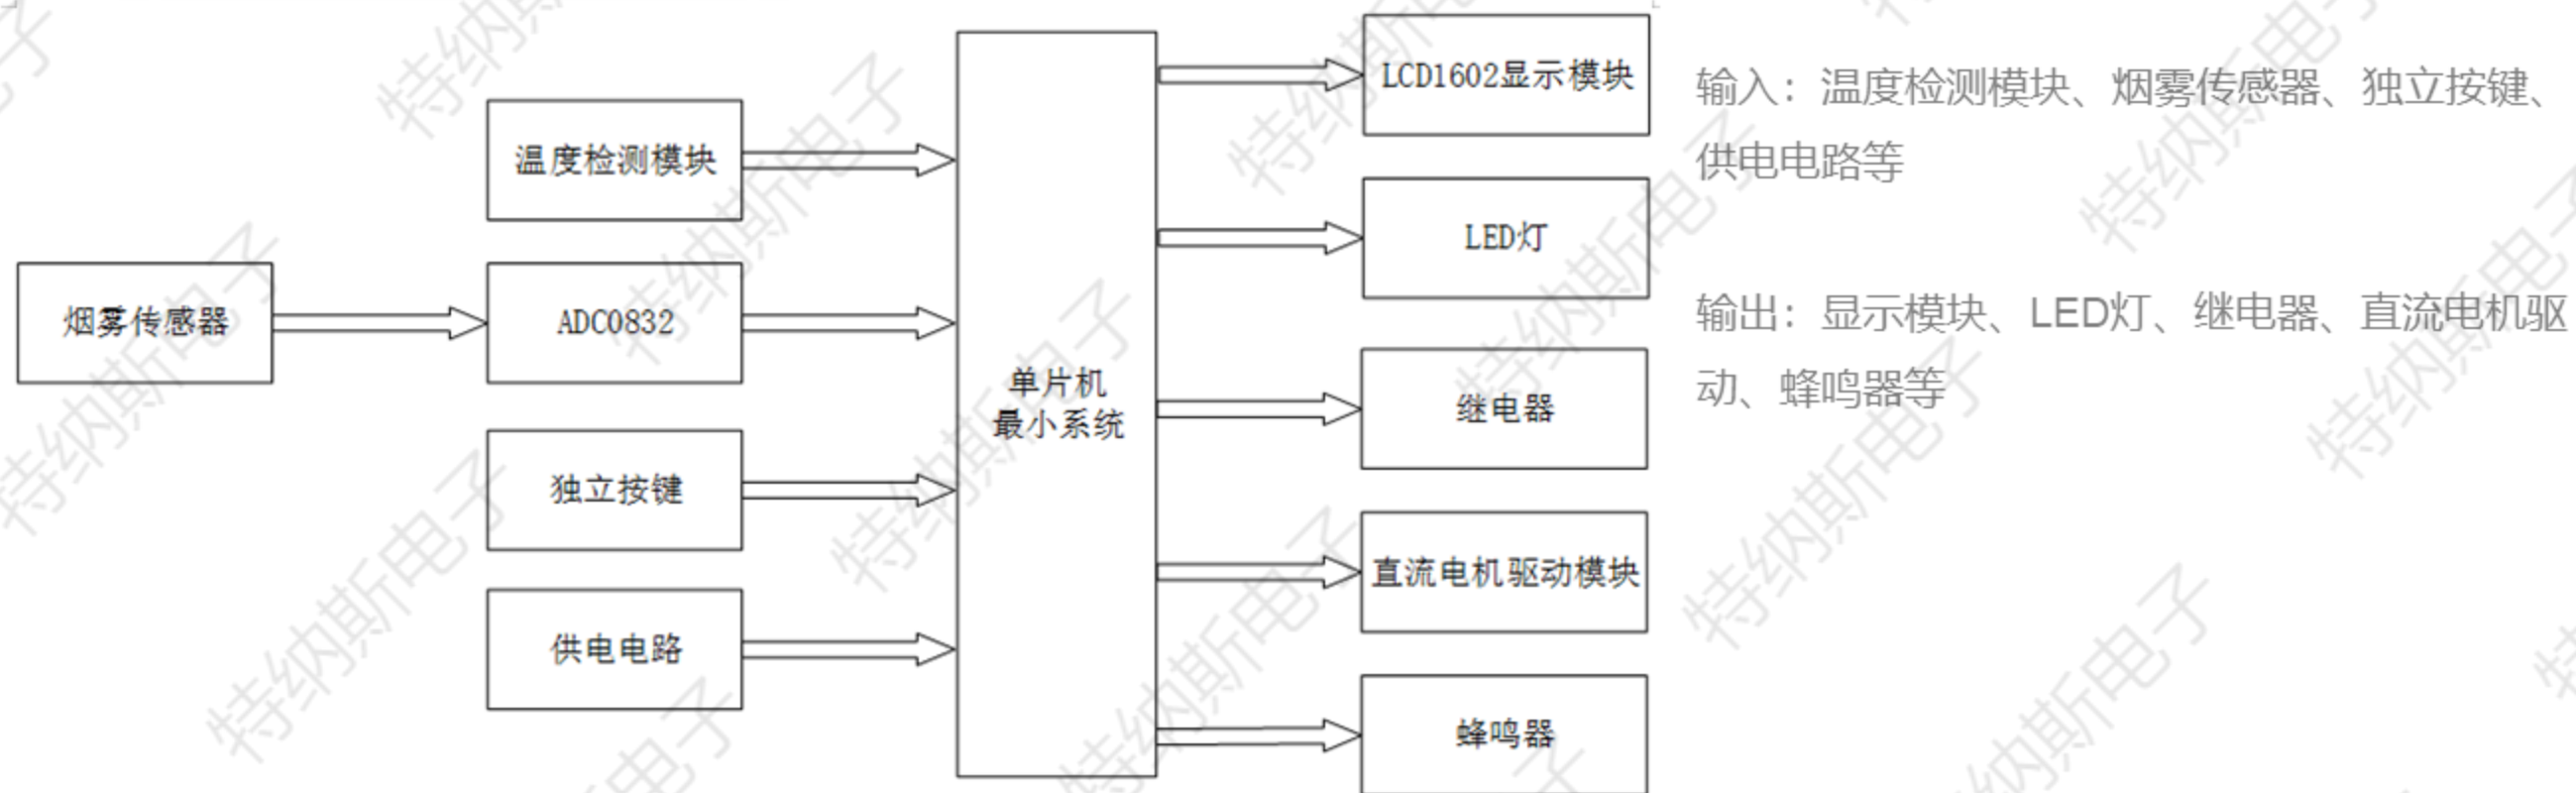 温度检测模块
烟雾传感器
ADC0832
独立按键
供电电路
单片机
最小系统
LCD1602显示模块
LED灯
继电器
直流电机驱动模块
蜂鸣器
输入：温度检测模块、烟雾传感器、独立按键、
供电电路等
输出：显示模块、LED灯、继电器、直流电机驱
动、蜂鸣器等
特纳斯电子